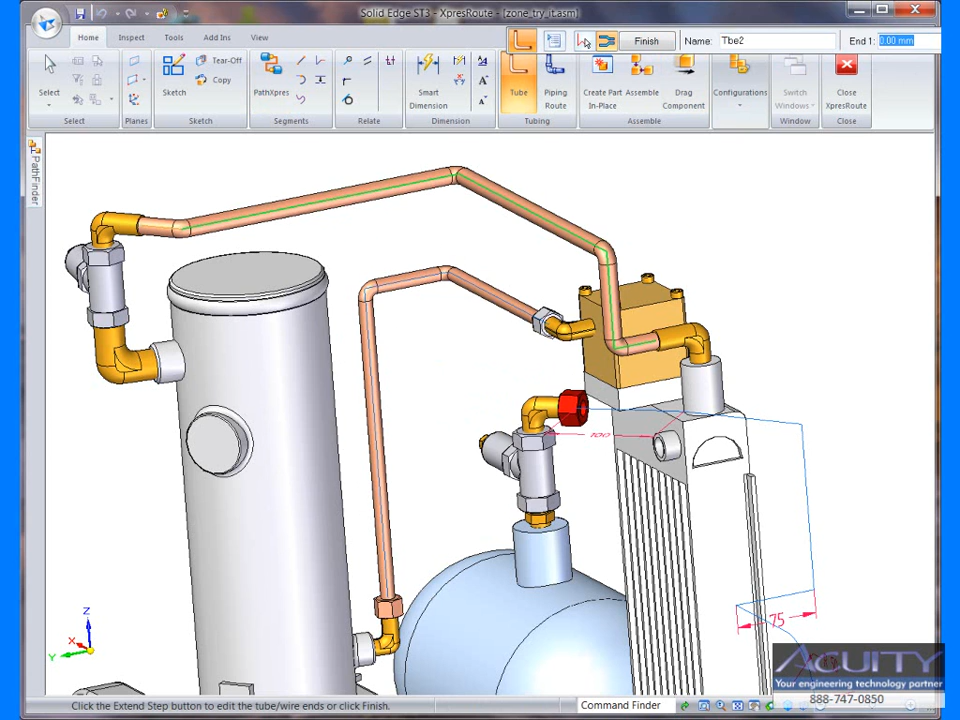 Solid Edge ST3 - XpresRoute - [zone_try_it.asm]
Home Inspect Tools Add Ins View
Finish Name: Tbe2 End 1: 0.00 mm
Select
Tear-Off
Copy
Sketch
PathXpres
Smart Dimension
Tube
Piping Route
Create Part In-Place
Assemble
Drag Component
Configurations
Switch Windows
Close XpresRoute
Select Planes Sketch Segments Relate Dimension Tubing Assemble Window Close
PathFinder
100
75
Z
X
Y
ACUITY
Your engineering technology partner
888-747-0850
Click the Extend Step button to edit the tube/wire ends or click Finish.
Command Finder